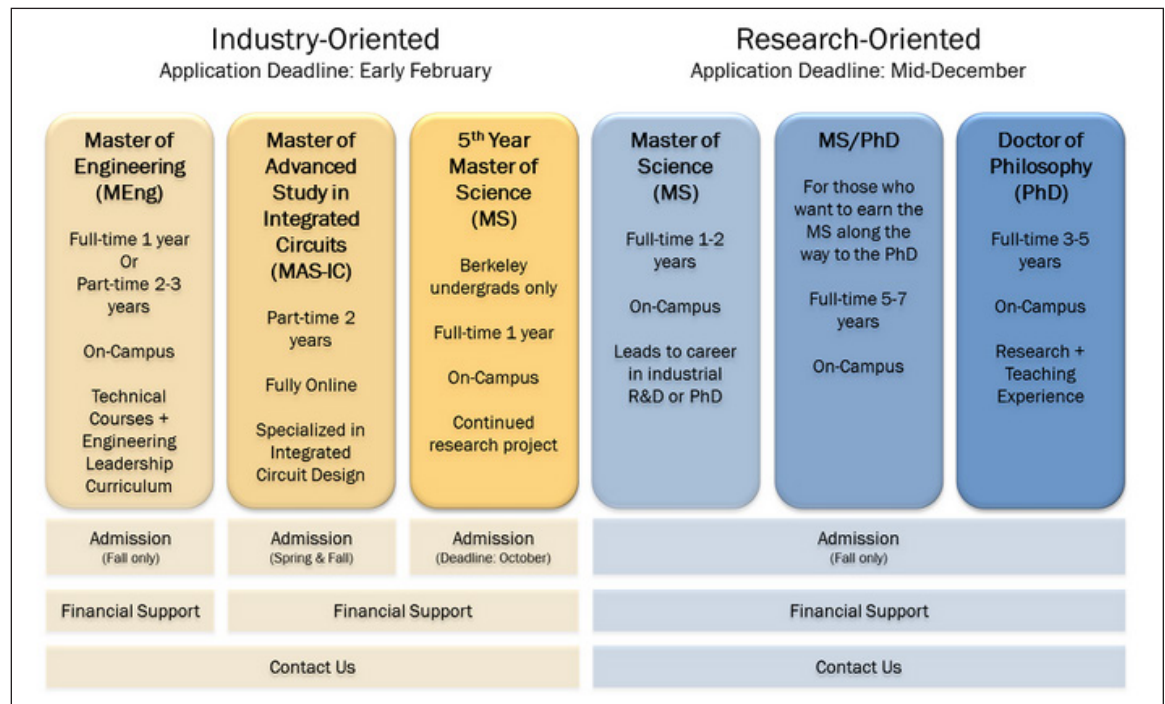 Industry-Oriented
Application Deadline: Early February
Research-Oriented
Application Deadline: Mid-December
Master of
Engineering
(MEng)
Full-time 1 year
Or
Part-time 2-3
years
On-Campus
Technical
Courses +
Engineering
Leadership
Curriculum
Master of
Advanced
Study in
Integrated
Circuits
(MAS-IC)
Part-time 2
years
Fully Online
Specialized in
Integrated
Circuit Design
5th Year
Master of
Science
(MS)
Berkeley
undergrads only
Full-time 1 year
On-Campus
Continued
research project
Master of
Science
(MS)
Full-time 1-2
years
On-Campus
Leads to career
in industrial
R&D or PhD
MS/PhD
For those who
want to earn the
MS along the
way to the PhD
Full-time 5-7
years
On-Campus
Doctor of
Philosophy
(PhD)
Full-time 3-5
years
On-Campus
Research +
Teaching
Experience
Admission
(Fall only)
Admission
(Spring & Fall)
Admission
(Deadline: October)
Admission
(Fall only)
Financial Support
Financial Support
Financial Support
Contact Us
Contact Us